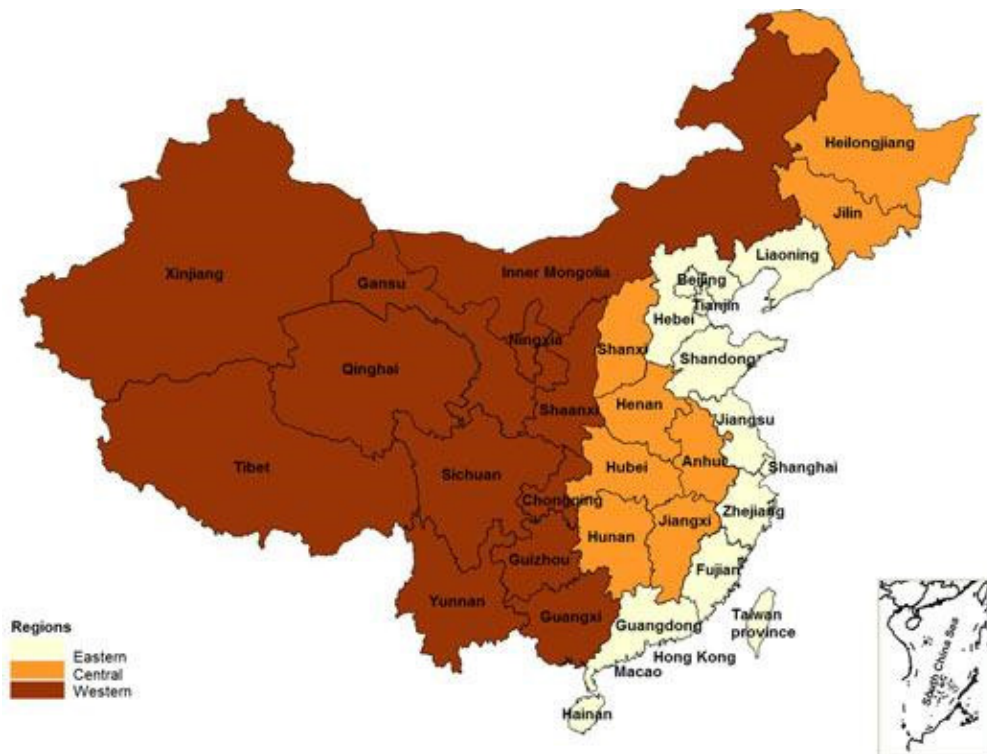 Heilongjiang
Jilin
Liaoning
Xinjiang
Inner Mongolia
Gansu
Beijing
Tianjin
Hebei
Ningxia
Shanxi
Shandong
Qinghai
Shaanxi
Henan
Jiangsu
Tibet
Sichuan
Hubei
Anhui
Shanghai
Chongqing
Zhejiang
Hunan
Jiangxi
Guizhou
Fujian
Yunnan
Guangxi
Guangdong
Taiwan
province
Hong Kong
Macao
Hainan
Regions
Eastern
Central
Western
South China Sea